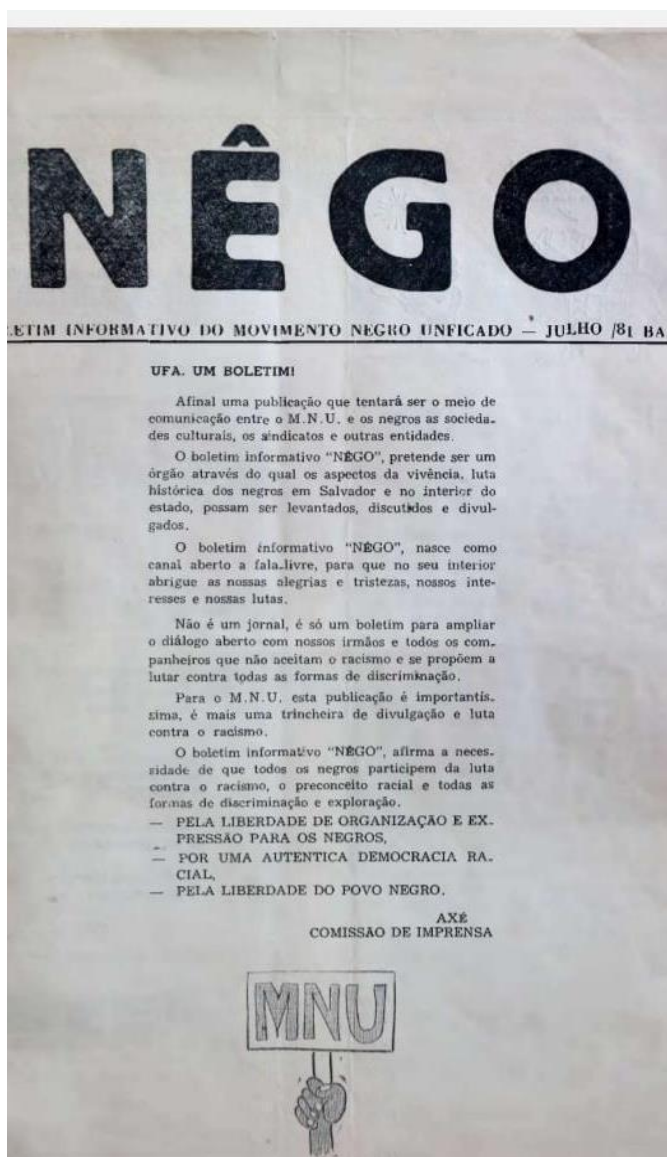 NÊGO
LETIM INFORMATIVO DO MOVIMENTO NEGRO UNFICADO — JULHO /81 BA
UFA. UM BOLETIM!
Afinal uma publicação que tentará ser o meio de
comunicação entre o M.N.U. e os negros as socieda-
des culturais, os sindicatos e outras entidades.
O boletim informativo "NÊGO", pretende ser um
órgão através do qual os aspectos da vivência, luta
histórica dos negros em Salvador e no interior do
estado, possam ser levantados, discutidos e divul-
gados.
O boletim informativo "NÊGO", nasce como
canal aberto a fala-livre, para que no seu interior
abrigue as nossas alegrias e tristezas, nossos inte-
resses e nossas lutas.
Não é um jornal, é só um boletim para ampliar
o diálogo aberto com nossos irmãos e todos os com-
panheiros que não aceitam o racismo e se propõem a
lutar contra todas as formas de discriminação.
Para o M.N.U. esta publicação é importantís-
sima, é mais uma trincheira de divulgação e luta
contra o racismo.
O boletim informativo "NÊGO", afirma a neces-
sidade de que todos os negros participem da luta
contra o racismo, o preconceito racial e todas as
formas de discriminação e exploração.
— PELA LIBERDADE DE ORGANIZAÇÃO E EX-
PRESSÃO PARA OS NEGROS,
— POR UMA AUTENTICA DEMOCRACIA RA-
CIAL,
— PELA LIBERDADE DO POVO NEGRO.
AXÉ
COMISSÃO DE IMPRENSA
MNU